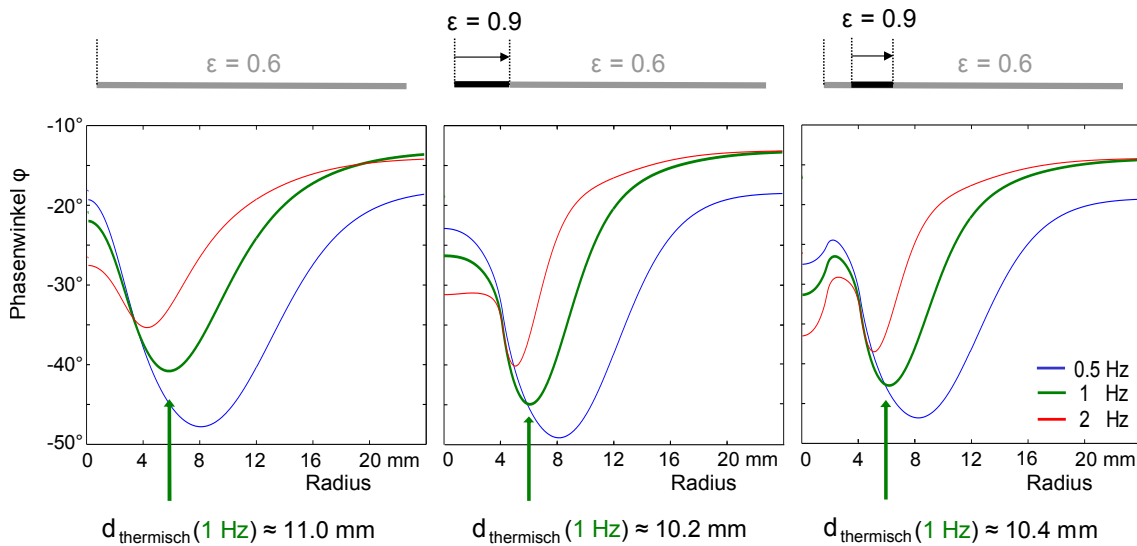 ε = 0.9
ε = 0.9
ε = 0.6
ε = 0.6
ε = 0.6
Phasenwinkel φ
-10°
-20°
-30°
-40°
-50°
0 4 8 12 16 20 mm
Radius
0 4 8 12 16 20 mm
Radius
0 4 8 12 16 20 mm
Radius
0.5 Hz
1 Hz
2 Hz
d thermisch (1 Hz) ≈ 11.0 mm
d thermisch (1 Hz) ≈ 10.2 mm
d thermisch (1 Hz) ≈ 10.4 mm